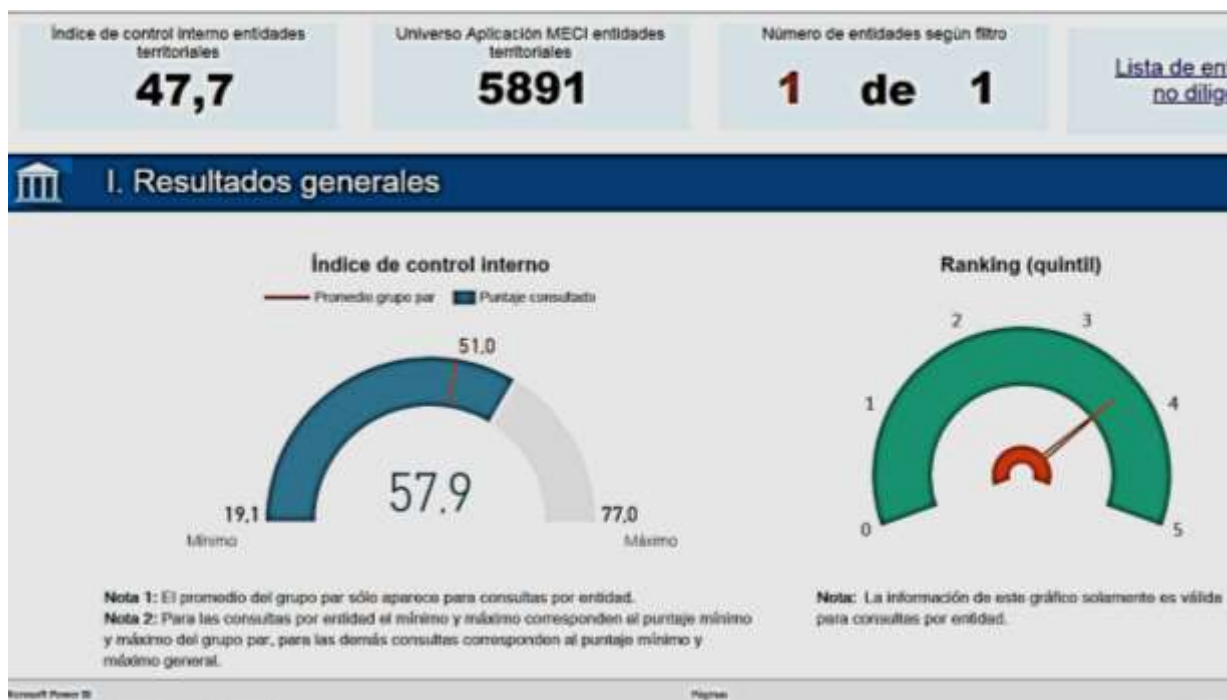 Índice de control interno entidades
territoriales
47,7
Universo Aplicación MECI entidades
territoriales
5891
Número de entidades según filtro
1 de 1
Lista de en
no dilig
I. Resultados generales
Índice de control interno
Promedio grupo par
Puntaje consultado
51,0
57,9
19,1
Mínimo
77,0
Máximo
Nota 1: El promedio del grupo par sólo aparece para consultas por entidad.
Nota 2: Para las consultas por entidad el mínimo y máximo corresponden al puntaje mínimo
y máximo del grupo par, para las demás consultas corresponden al puntaje mínimo y
máximo general.
Ranking (quintil)
0
1
2
3
4
5
Nota: La información de este gráfico solamente es válida
para consultas por entidad.
Microsoft Power BI
Páginas